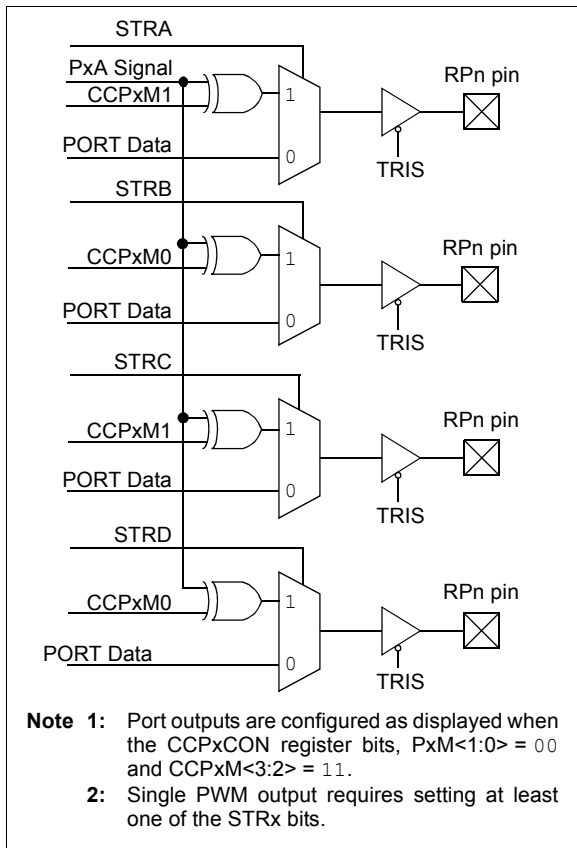 STRA
PxA Signal
CCPxM1
1
RPn pin
PORT Data
0
TRIS
STRB
CCPxM0
1
RPn pin
PORT Data
0
TRIS
STRC
CCPxM1
1
RPn pin
PORT Data
0
TRIS
STRD
CCPxM0
1
RPn pin
PORT Data
0
TRIS
Note 1: Port outputs are configured as displayed when
the CCPxCON register bits, PxM<1:0> = 00
and CCPxM<3:2> = 11.
2: Single PWM output requires setting at least
one of the STRx bits.